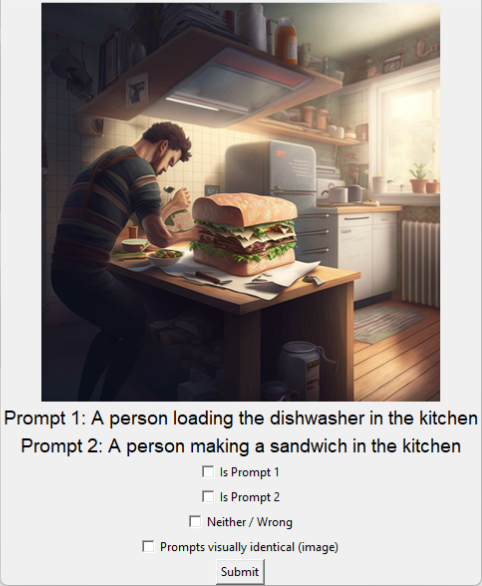 Prompt 1: A person loading the dishwasher in the kitchen
Prompt 2: A person making a sandwich in the kitchen
Is Prompt 1
Is Prompt 2
Neither / Wrong
Prompts visually identical (image)
Submit